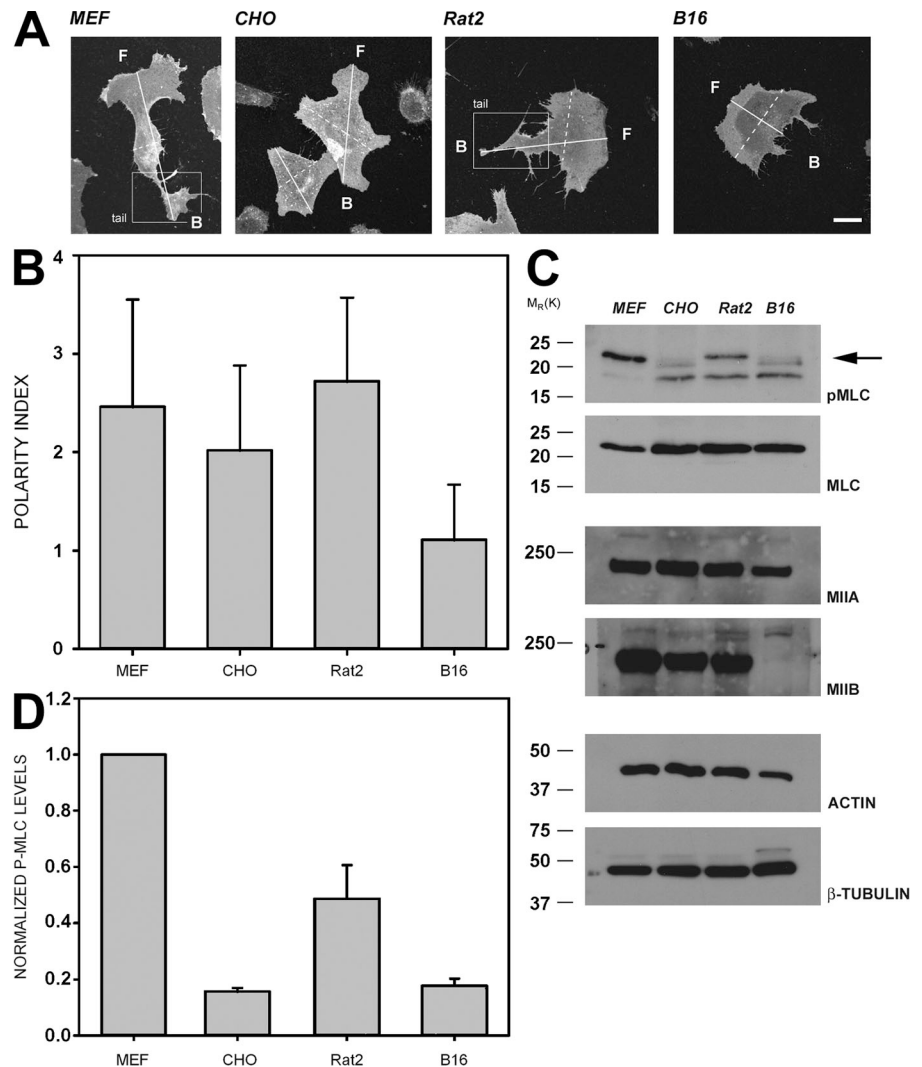 A
MEF
CHO
Rat2
B16
F
tail
B
F
B
tail
B
F
F
B
B
POLARITY INDEX
4
3
2
1
0
MEF
CHO
Rat2
B16
C
MR(K)
MEF
CHO
Rat2
B16
25
20
15
pMLC
25
20
15
MLC
250
MIIA
250
MIIB
50
37
ACTIN
75
50
37
β-TUBULIN
D
NORMALIZED P-MLC LEVELS
1.2
1.0
0.8
0.6
0.4
0.2
0.0
MEF
CHO
Rat2
B16